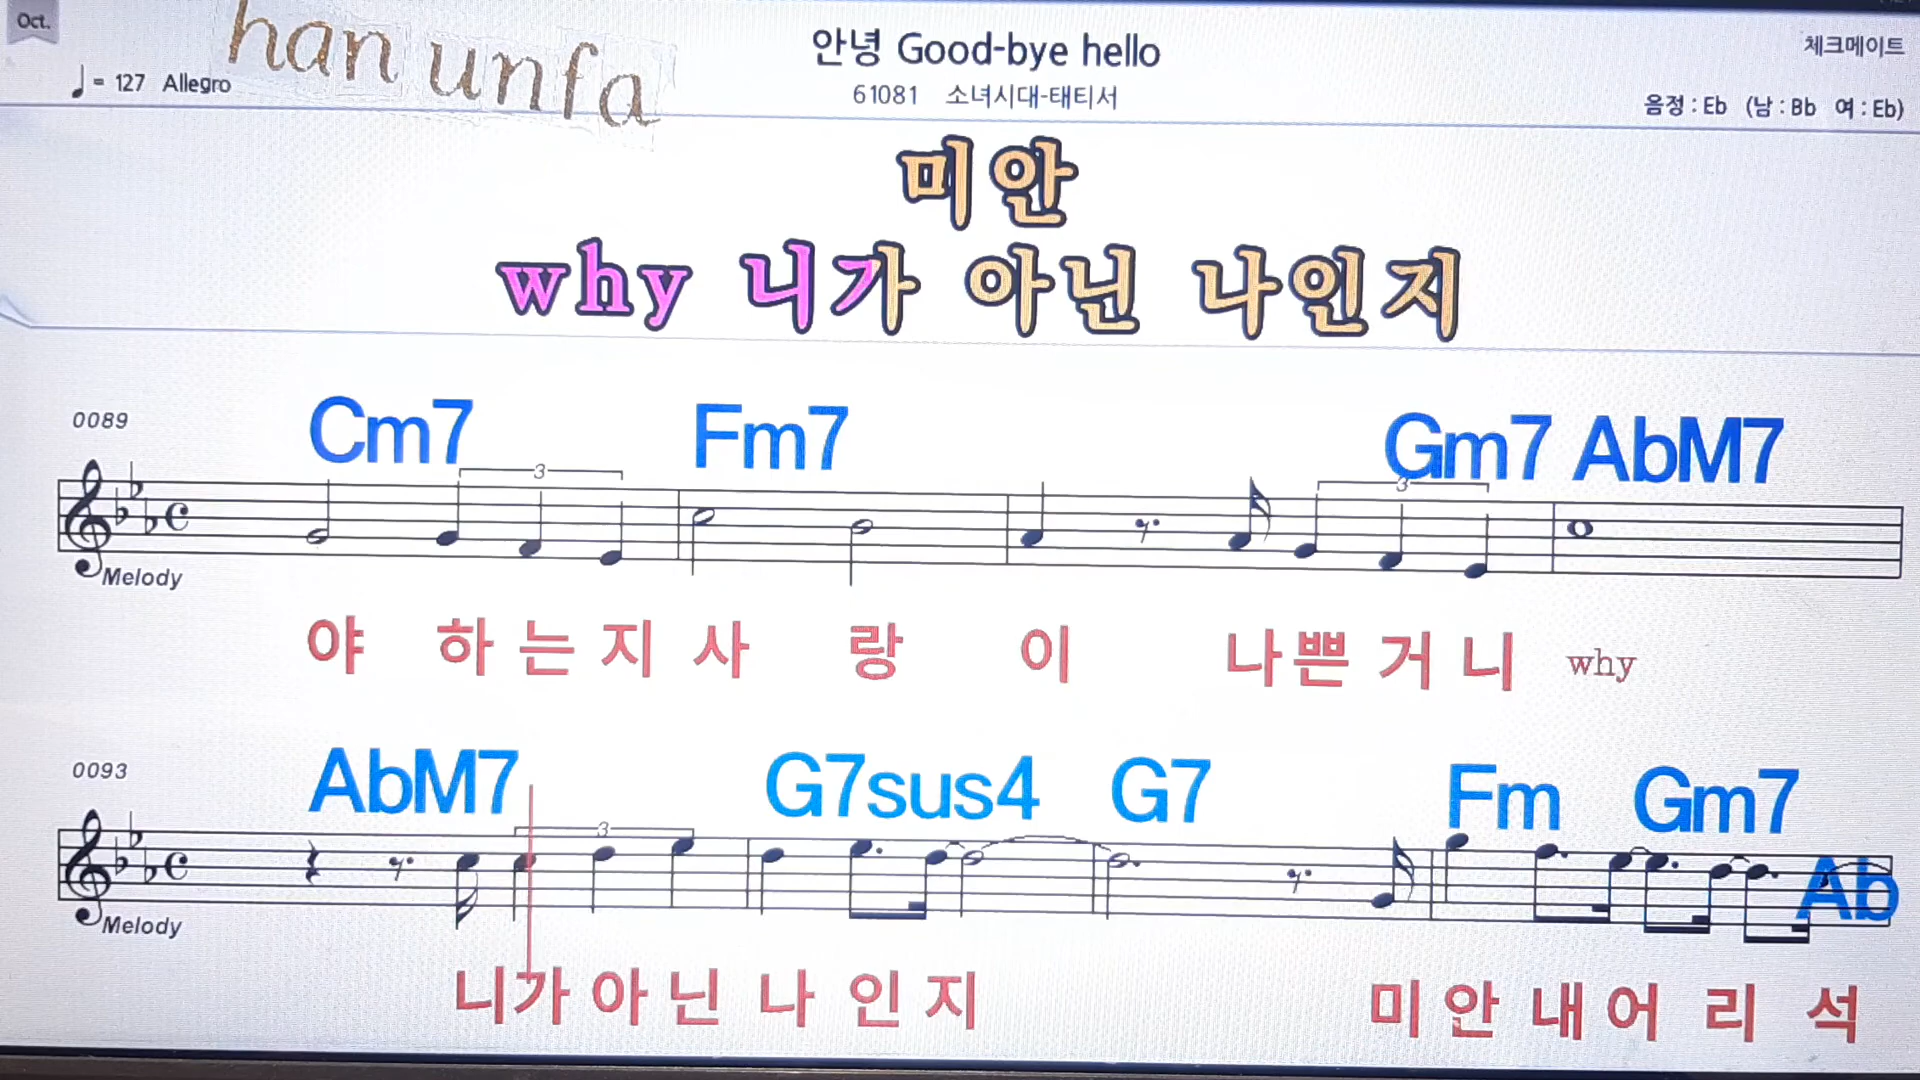 Oct.
han unfa
안녕 Good-bye hello
체크메이트
♩= 127 Allegro
61081 소녀시대-태티서
음정 : Eb (남 : Bb 여 : Eb)
미안
why 니가 아닌 나인지
0089
Cm7 Fm7 Gm7 AbM7
3 3
Melody
야 하 는 지 사 랑 이 나 쁜 거 니 why
0093
AbM7 G7sus4 G7 Fm Gm7 Ab
3
Melody
니 가 아 닌 나 인 지 미 안 내 어 리 석